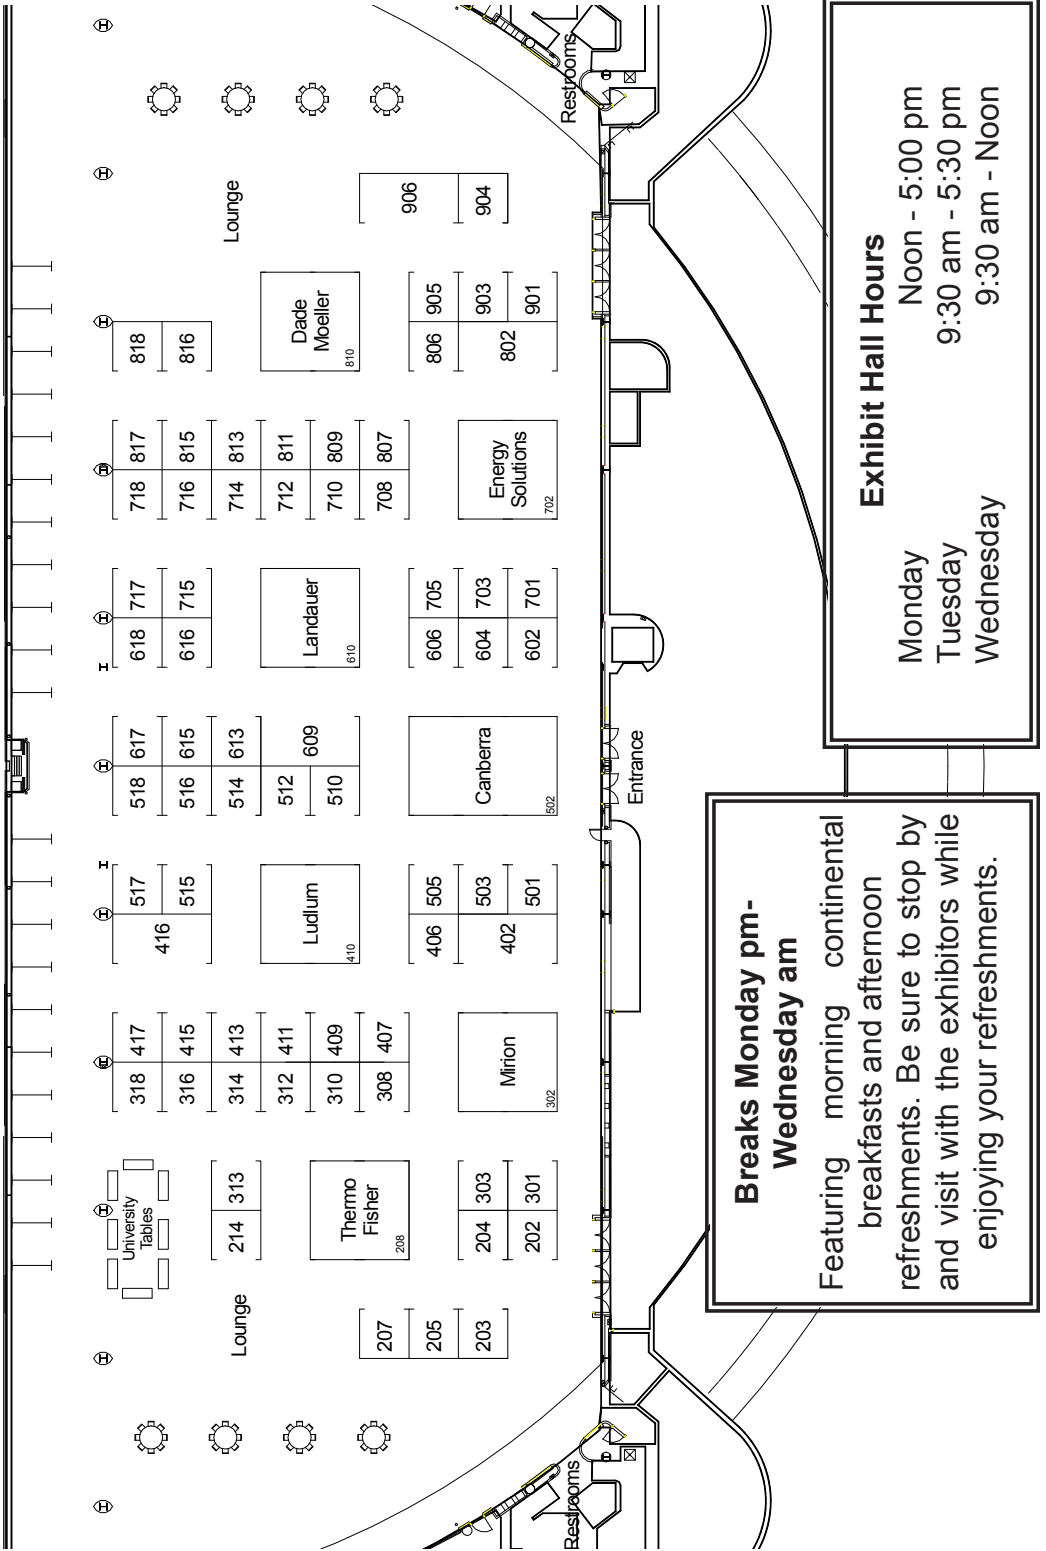 University
Tables
318 417 517 518 617 618 717 718 817 818
416
316 415 515 516 615 616 715 716 815 816
Lounge 214 313 314 413 514 613 714 813 Lounge
312 411 512 712 811
Ludlum 609 Landauer Dade
Moeller
310 409 510 710 809
410 610 810
Thermo
Fisher
208
207 308 407 708 807 906
205 406 505 606 705 806 905
203 204 303 503 604 703 903 904
Mirion 402 Canberra Energy
Solutions 802
202 301 501 602 701 901
302 502 702
Restrooms Restrooms
Entrance
Breaks Monday pm-
Wednesday am
Featuring morning continental
breakfasts and afternoon
refreshments. Be sure to stop by
and visit with the exhibitors while
enjoying your refreshments.
Exhibit Hall Hours
Monday Noon - 5:00 pm
Tuesday 9:30 am - 5:30 pm
Wednesday 9:30 am - Noon